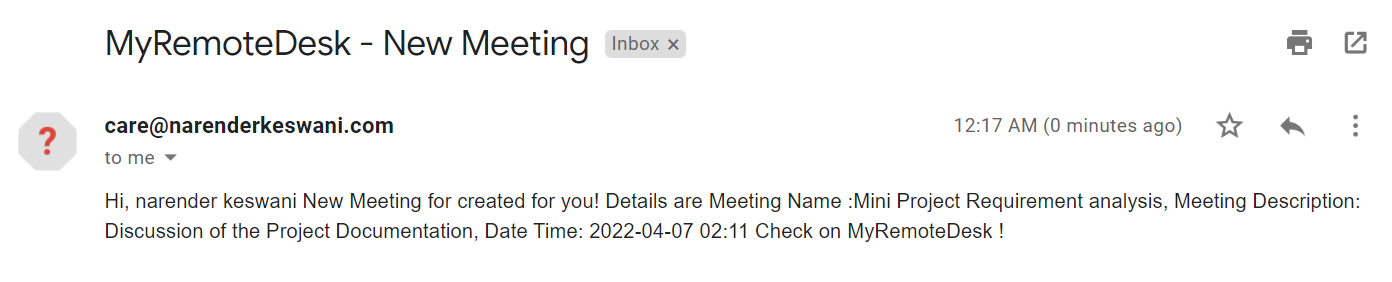 MyRemoteDesk - New Meeting Inbox ×
?
care@narenderkeswani.com 12:17 AM (0 minutes ago)
to me
Hi, narender keswani New Meeting for created for you! Details are Meeting Name :Mini Project Requirement analysis, Meeting Description:
Discussion of the Project Documentation, Date Time: 2022-04-07 02:11 Check on MyRemoteDesk !